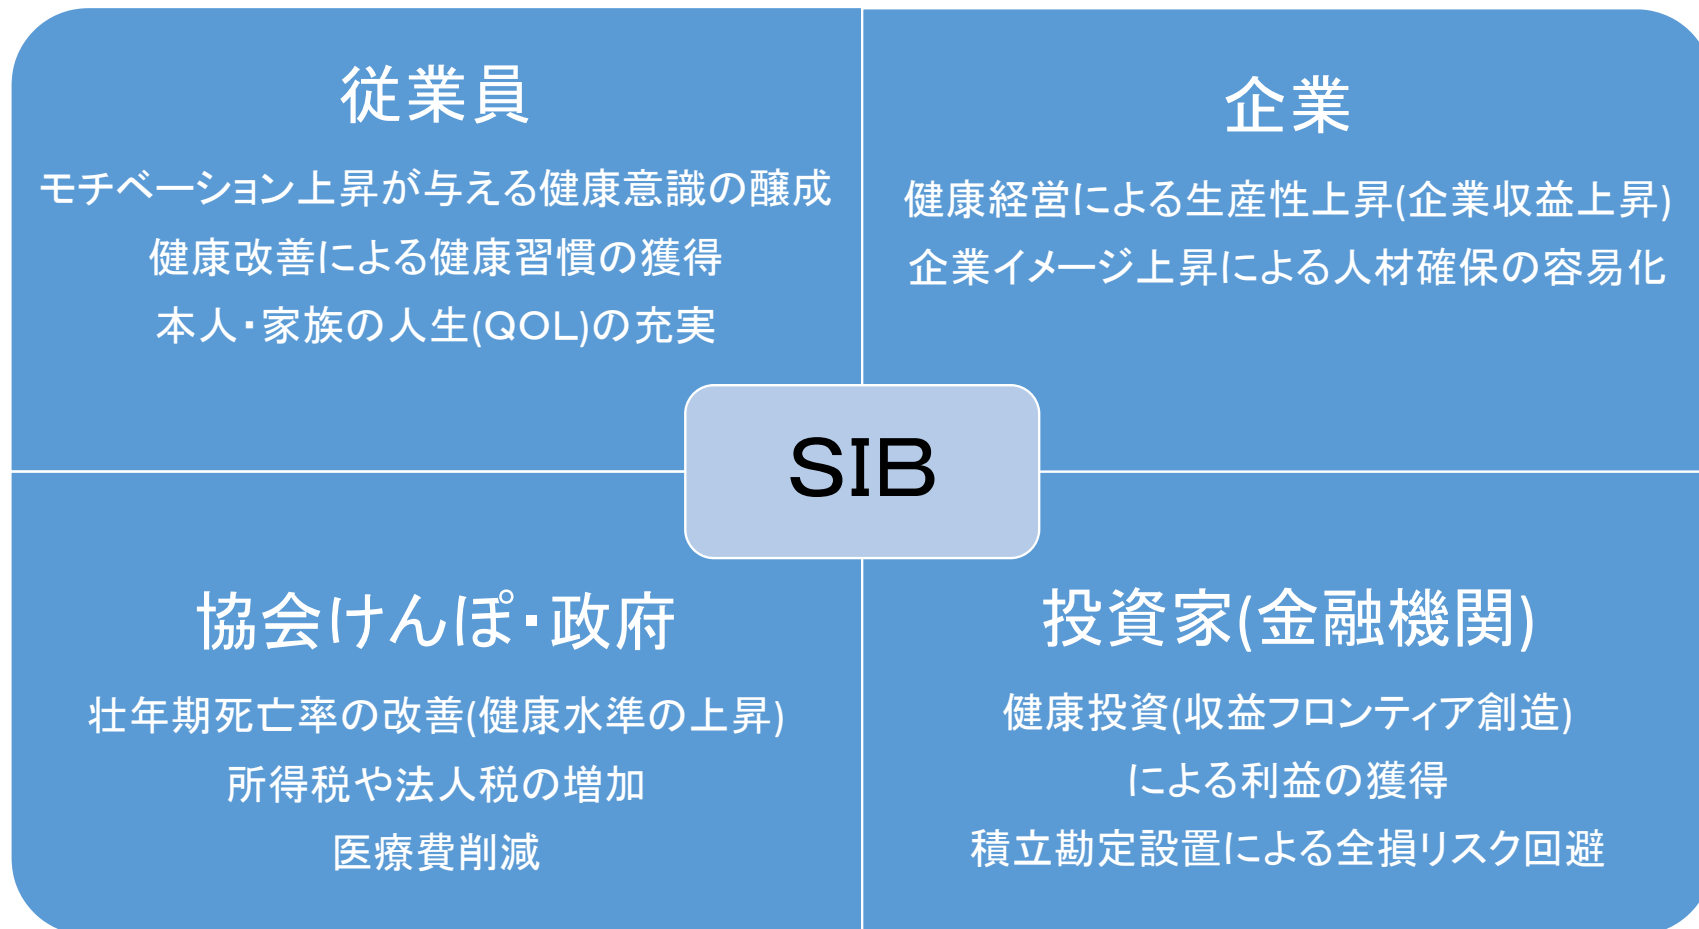 従業員
モチベーション上昇が与える健康意識の醸成
健康改善による健康習慣の獲得
本人・家族の人生(QOL)の充実
企業
健康経営による生産性上昇(企業収益上昇)
企業イメージ上昇による人材確保の容易化
SIB
協会けんぽ・政府
壮年期死亡率の改善(健康水準の上昇)
所得税や法人税の増加
医療費削減
投資家(金融機関)
健康投資(収益フロンティア創造)
による利益の獲得
積立勘定設置による全損リスク回避